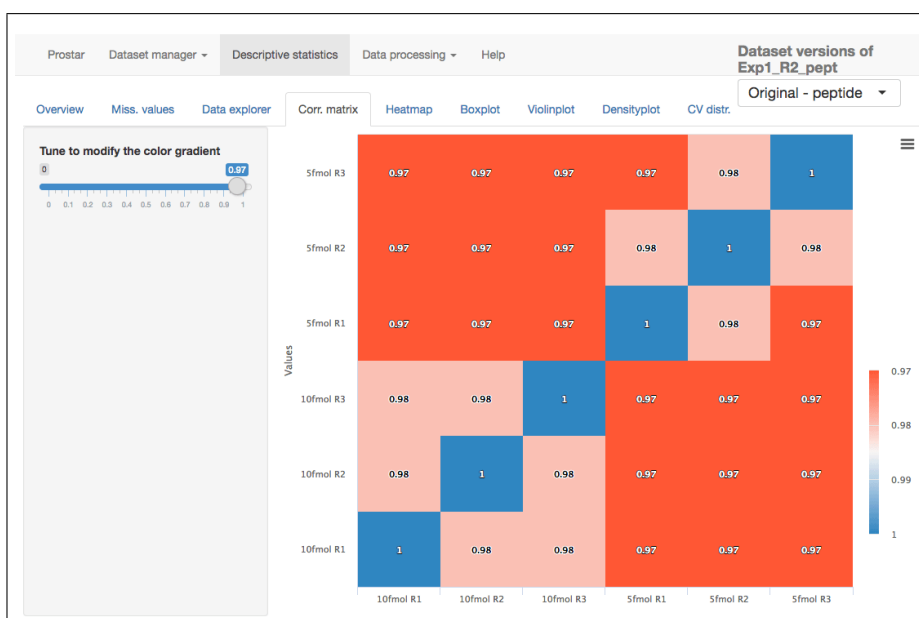 Prostar Dataset manager Descriptive statistics Data processing Help
Dataset versions of
Exp1_R2_pept
Original - peptide
Overview Miss. values Data explorer Corr. matrix Heatmap Boxplot Violinplot Densityplot CV distr.
Tune to modify the color gradient
0 0.97
0 0.1 0.2 0.3 0.4 0.5 0.6 0.7 0.8 0.9 1
Values
5fmol R3 0.97 0.97 0.97 0.97 0.98 1
5fmol R2 0.97 0.97 0.97 0.98 1 0.98
5fmol R1 0.97 0.97 0.97 1 0.98 0.97
10fmol R3 0.98 0.98 1 0.97 0.97 0.97
10fmol R2 0.98 1 0.98 0.97 0.97 0.97
10fmol R1 1 0.98 0.98 0.97 0.97 0.97
10fmol R1 10fmol R2 10fmol R3 5fmol R1 5fmol R2 5fmol R3
0.97
0.98
0.99
1